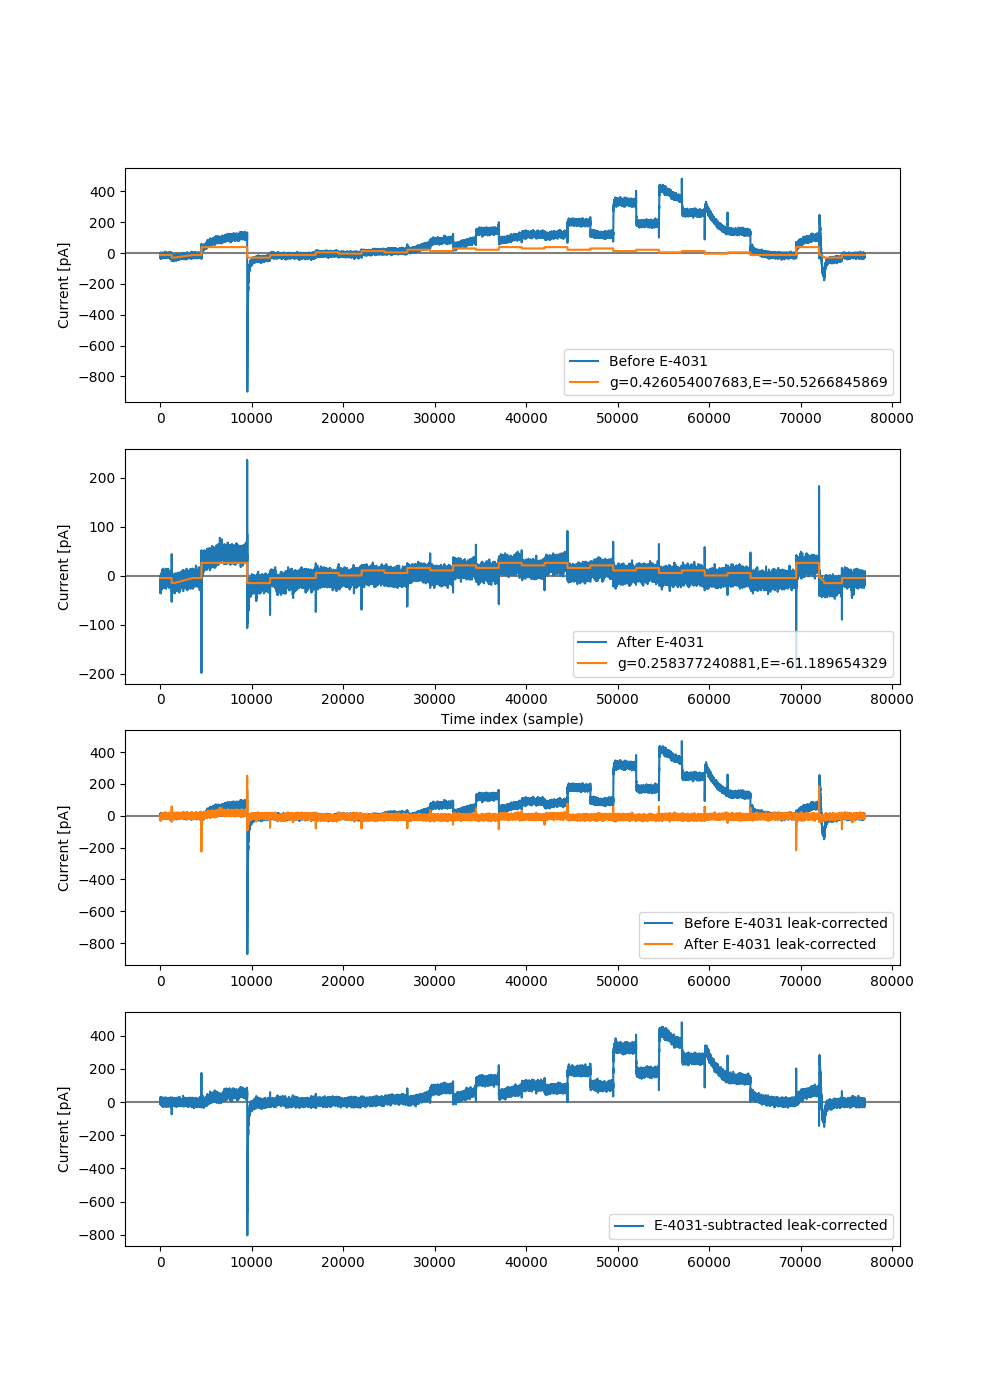 400
200
0
−200
−400
−600
−800
Current [pA]
Before E-4031
g=0.426054007683,E=-50.5266845869
0 10000 20000 30000 40000 50000 60000 70000 80000
200
100
0
−100
−200
Current [pA]
After E-4031
g=0.258377240881,E=-61.189654329
0 10000 20000 30000 40000 50000 60000 70000 80000
Time index (sample)
400
200
0
−200
−400
−600
−800
Current [pA]
Before E-4031 leak-corrected
After E-4031 leak-corrected
0 10000 20000 30000 40000 50000 60000 70000 80000
400
200
0
−200
−400
−600
−800
Current [pA]
E-4031-subtracted leak-corrected
0 10000 20000 30000 40000 50000 60000 70000 80000